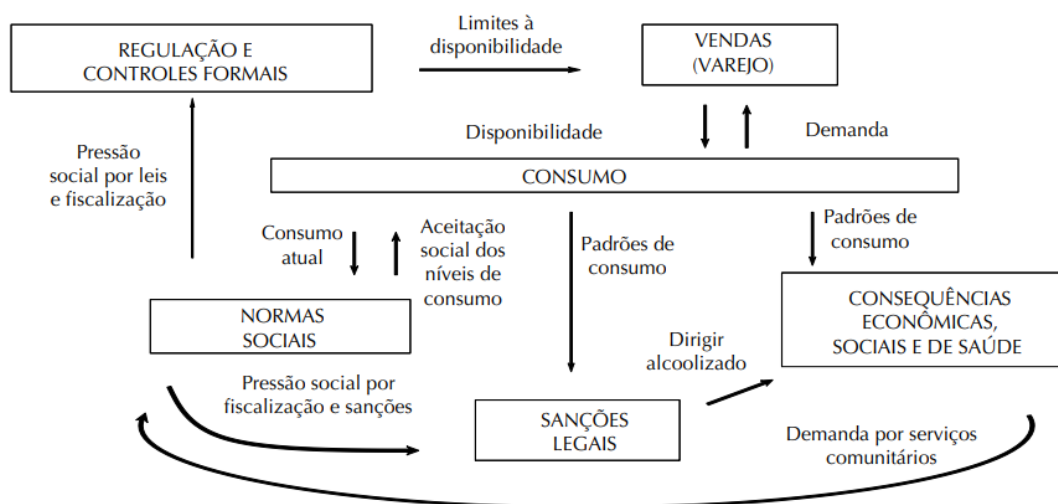 REGULAÇÃO E
CONTROLES FORMAIS
Limites à
disponibilidade
VENDAS
(VAREJO)
Pressão
social por leis
e fiscalização
Disponibilidade
Demanda
CONSUMO
Consumo
atual
Aceitação
social dos
níveis de
consumo
Padrões de
consumo
Padrões de
consumo
NORMAS
SOCIAIS
CONSEQUÊNCIAS
ECONÔMICAS,
SOCIAIS E DE SAÚDE
Dirigir
alcoolizado
Pressão social por
fiscalização e sanções
SANÇÕES
LEGAIS
Demanda por serviços
comunitários